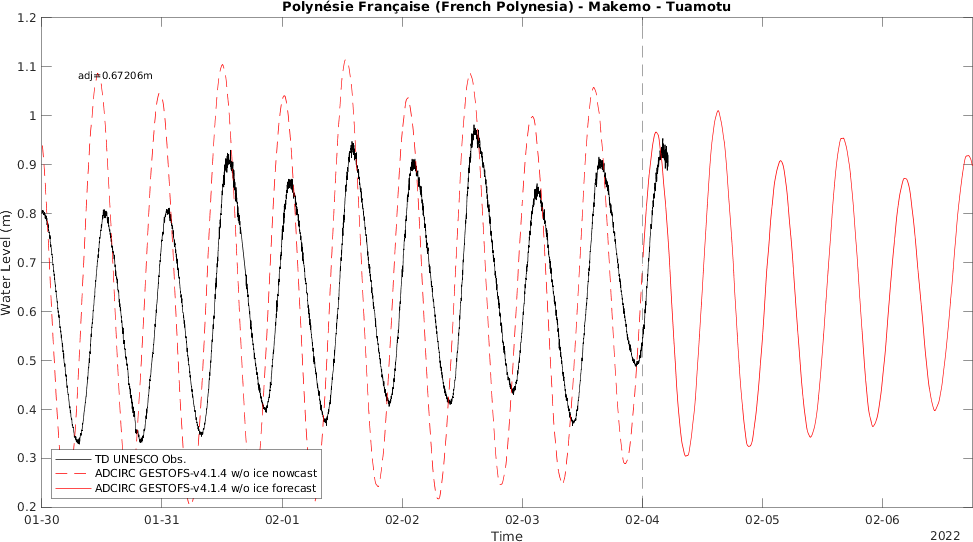 Polynésie Française (French Polynesia) - Makemo - Tuamotu
1.2
1.1
1
0.9
0.8
0.7
0.6
0.5
0.4
0.3
0.2
Water Level (m)
adj=0.67206m
TD UNESCO Obs.
ADCIRC GESTOFS-v4.1.4 w/o ice nowcast
ADCIRC GESTOFS-v4.1.4 w/o ice forecast
01-30 01-31 02-01 02-02 02-03 02-04 02-05 02-06
Time
2022